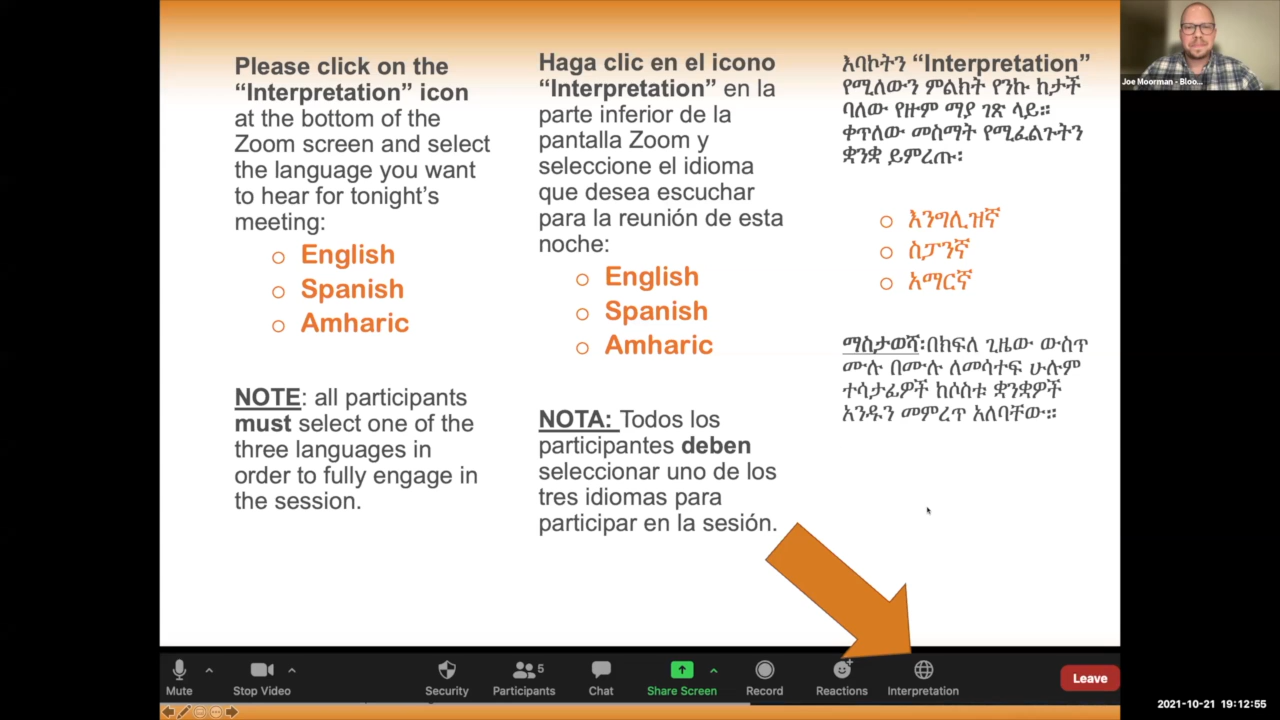 Please click on the
“Interpretation” icon
at the bottom of the
Zoom screen and select
the language you want
to hear for tonight’s
meeting:
English
Spanish
Amharic
NOTE: all participants
must select one of the
three languages in
order to fully engage in
the session.
Haga clic en el icono
“Interpretation” en la
parte inferior de la
pantalla Zoom y
seleccione el idioma
que desea escuchar
para la reunión de esta
noche:
English
Spanish
Amharic
NOTA: Todos los
participantes deben
seleccionar uno de los
tres idiomas para
participar en la sesión.
እባኮትን “Interpretation”
የሚለውን ምልክት የንኩ ከታች
ባለው የዙም ማያ ገጽ ላይ።
ቀጥለው መስማት የሚፈልጉትን
ቋንቋ ይምረጡ፡
እንግሊዝኛ
ስፓንኛ
አማርኛ
ማስታወሻ፡በክፍለ ጊዜው ውስጥ
ሙሉ በሙሉ ለመሳተፍ ሁሉም
ተሳታፊዎች ከሶስቱ ቋንቋዎች
አንዱን መምረጥ አለባቸው።
Joe Moorman - Bloo...
Mute
Stop Video
Security
Participants 5
Chat
Share Screen
Record
Reactions
Interpretation
Leave
2021-10-21 19:12:55